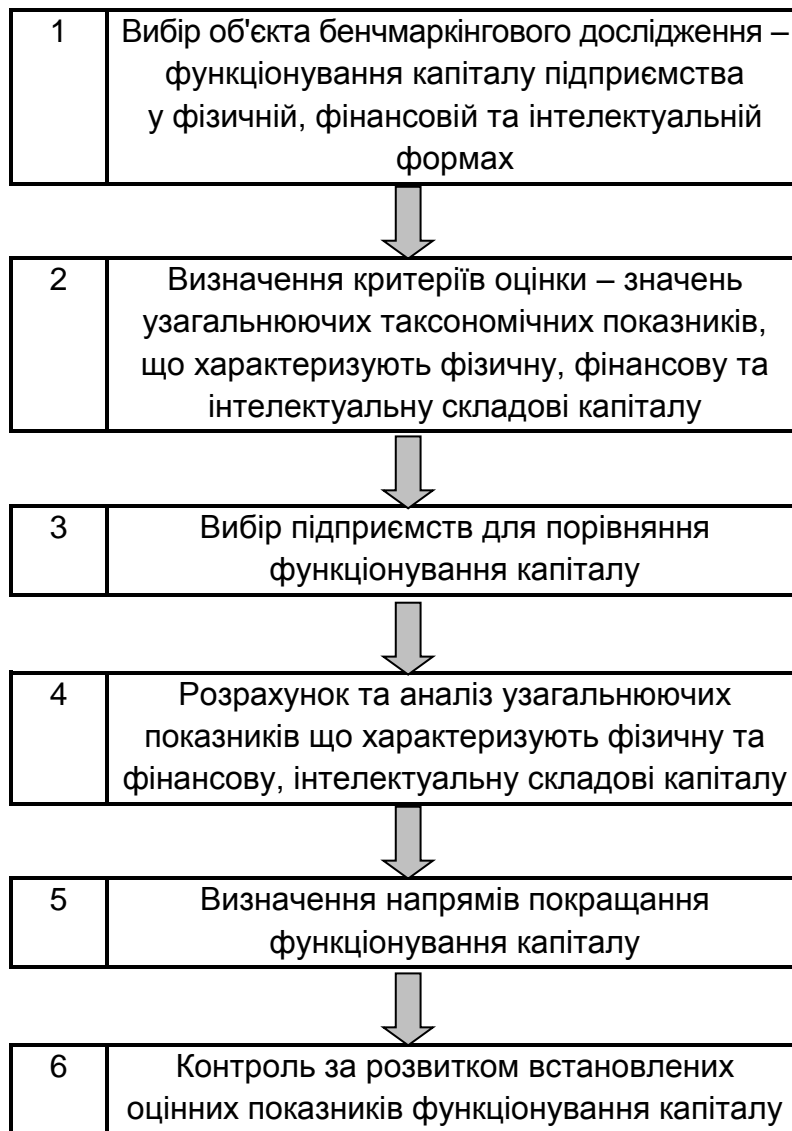 1 Вибір об'єкта бенчмаркінгового дослідження –
функціонування капіталу підприємства
у фізичній, фінансовій та інтелектуальній
формах
2 Визначення критеріїв оцінки – значень
узагальнюючих таксономічних показників,
що характеризують фізичну, фінансову та
інтелектуальну складові капіталу
3 Вибір підприємств для порівняння
функціонування капіталу
4 Розрахунок та аналіз узагальнюючих
показників що характеризують фізичну та
фінансову, інтелектуальну складові капіталу
5 Визначення напрямів покращання
функціонування капіталу
6 Контроль за розвитком встановлених
оцінних показників функціонування капіталу